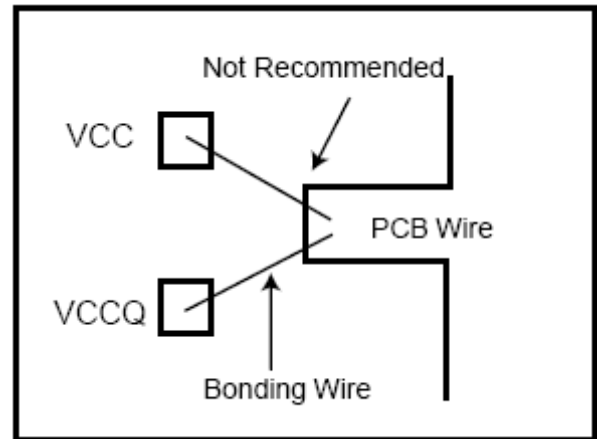 Not Recommended
VCC
PCB Wire
VCCQ
Bonding Wire